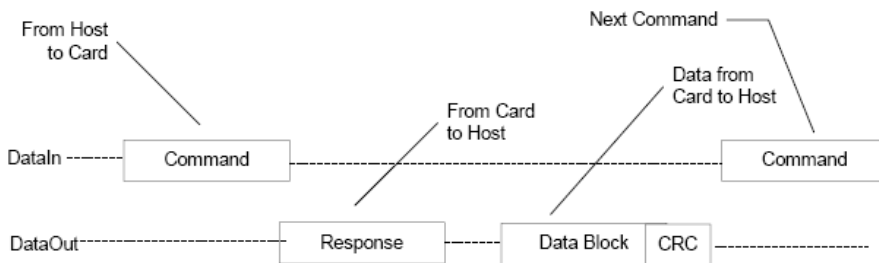 From Host
to Card
Next Command
Data from
Card to Host
From Card
to Host
DataIn
Command
Command
DataOut
Response
Data Block
CRC